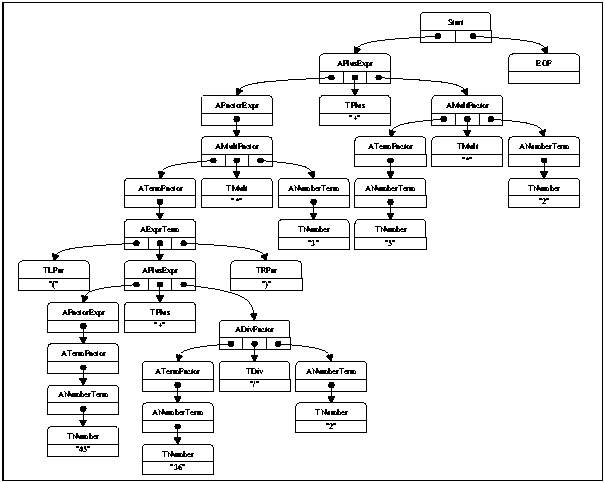 Start
APlusExpr EOF
AFactorExpr TPlus AMultFactor
"+"
AMultFactor ATermFactor TMult ANumberTerm
"*"
ATermFactor TMult ANumberTerm ANumberTerm TNumber
"*" "2"
AExprTerm TNumber TNumber
"3" "5"
TLPar APlusExpr TRPar
"(" ")"
AFactorExpr TPlus ADivFactor
"+"
ATermFactor ATermFactor TDiv ANumberTerm
"/"
ANumberTerm ANumberTerm TNumber
"2"
TNumber TNumber
"45" "36"